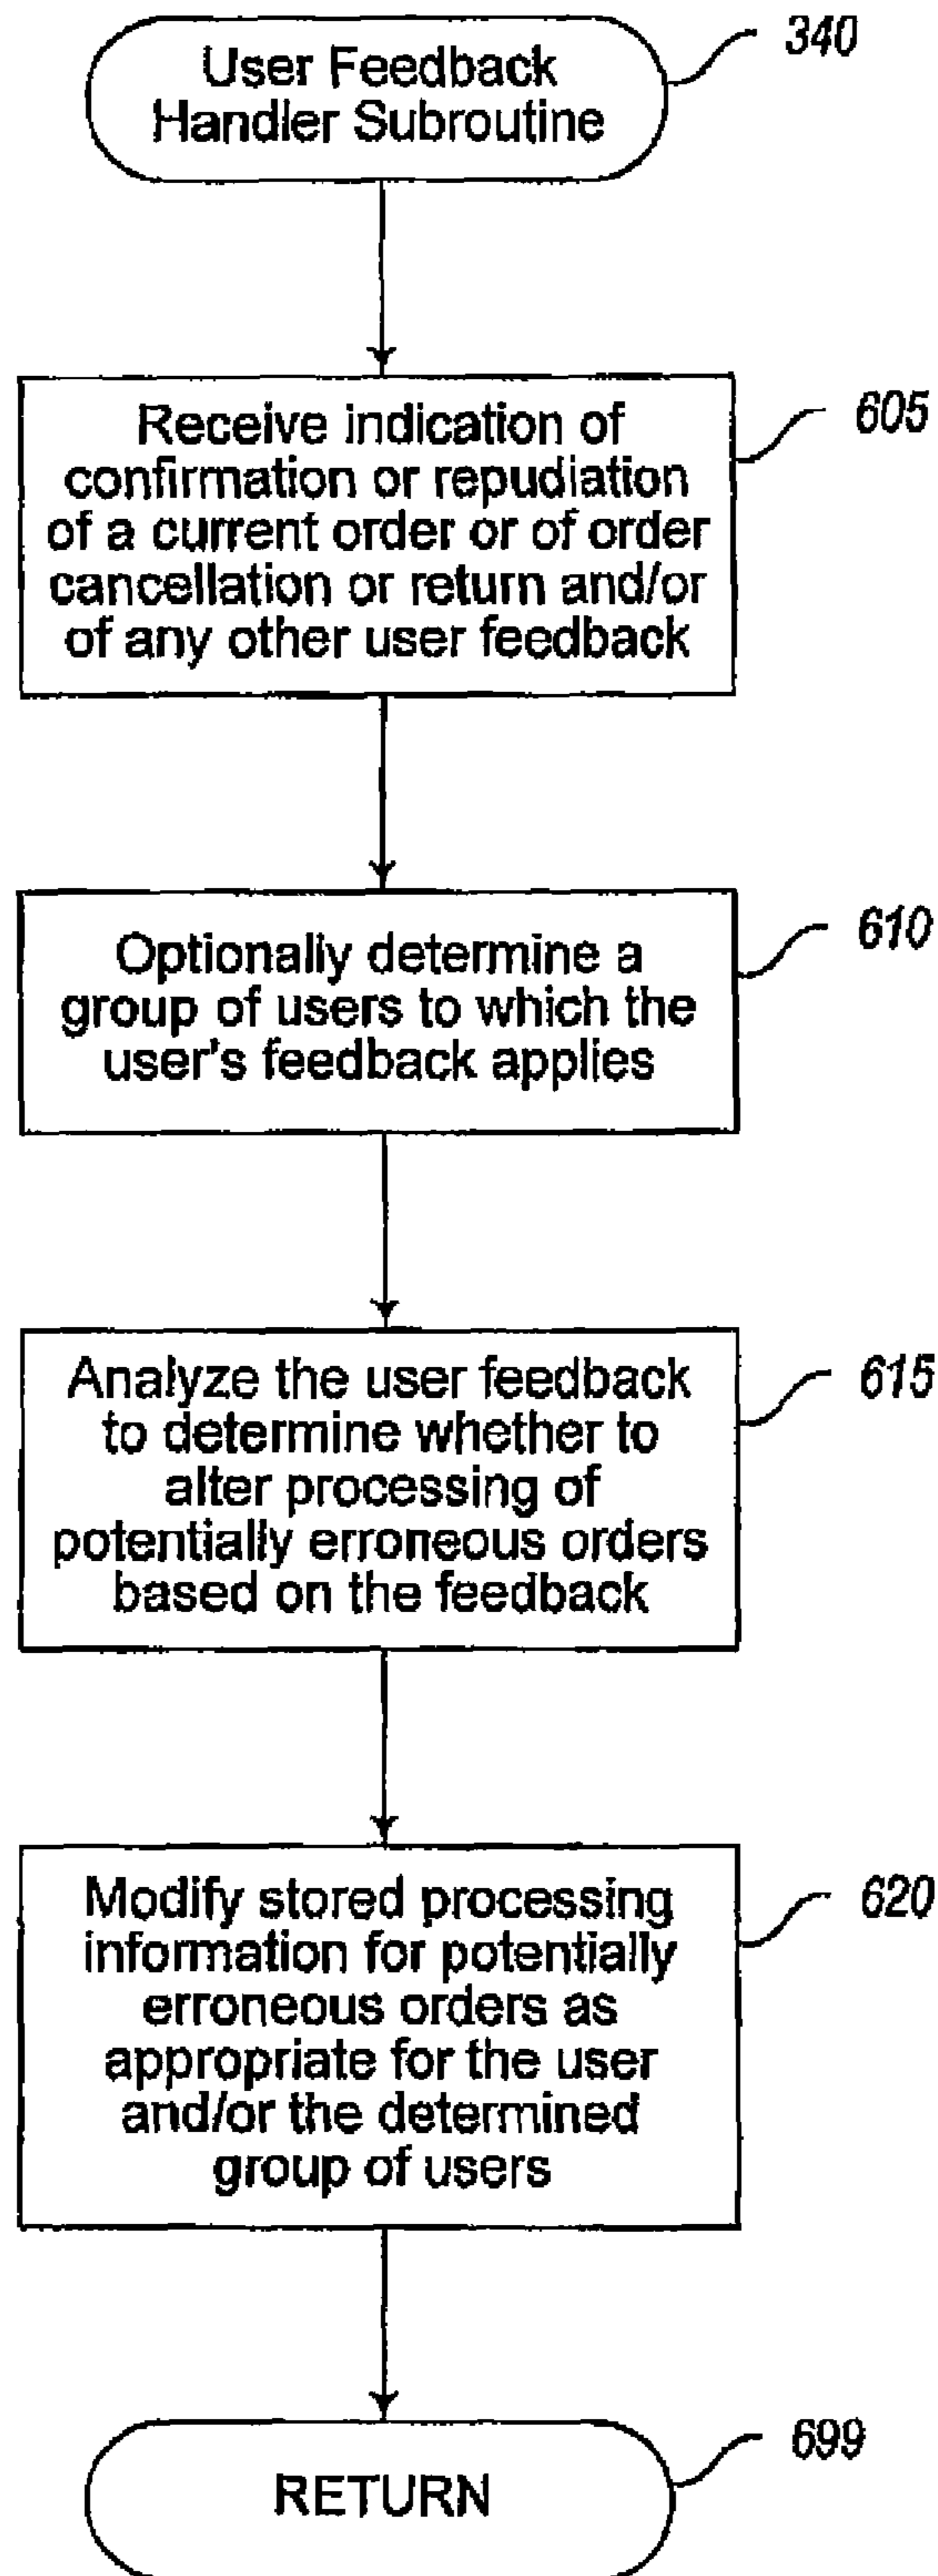 User Feedback
Handler Subroutine
340
Receive indication of
confirmation or repudiation
of a current order or of order
cancellation or return and/or
of any other user feedback
605
Optionally determine a
group of users to which the
user's feedback applies
610
Analyze the user feedback
to determine whether to
alter processing of
potentially erroneous orders
based on the feedback
615
Modify stored processing
information for potentially
erroneous orders as
appropriate for the user
and/or the determined
group of users
620
RETURN
699